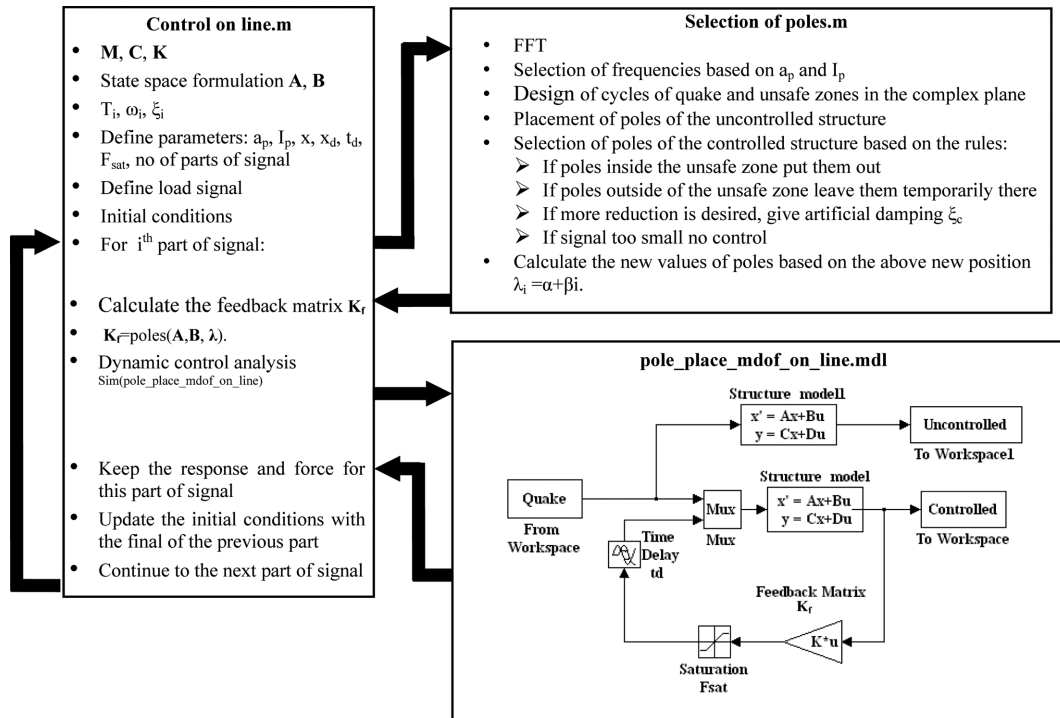 Control on line.m
• M, C, K
• State space formulation A, B
• Tᵢ, ωᵢ, ξᵢ
• Define parameters: aₚ, Iₚ, x, x_d, t_d,
F_sat, no of parts of signal
• Define load signal
• Initial conditions
• For iᵗʰ part of signal:
• Calculate the feedback matrix K_f
• K_f=poles(A,B, λ).
• Dynamic control analysis
Sim(pole_place_mdof_on_line)
• Keep the response and force for
this part of signal
• Update the initial conditions with
the final of the previous part
• Continue to the next part of signal
Selection of poles.m
• FFT
• Selection of frequencies based on aₚ and Iₚ
• Design of cycles of quake and unsafe zones in the complex plane
• Placement of poles of the uncontrolled structure
• Selection of poles of the controlled structure based on the rules:
➢ If poles inside the unsafe zone put them out
➢ If poles outside of the unsafe zone leave them temporarily there
➢ If more reduction is desired, give artificial damping ξ_c
➢ If signal too small no control
• Calculate the new values of poles based on the above new position
λᵢ =α+βi.
pole_place_mdof_on_line.mdl
Structure model1
x' = Ax+Bu
y = Cx+Du
Uncontrolled
To Workspace1
Quake
From
Workspace
Mux
Mux
Structure model
x' = Ax+Bu
y = Cx+Du
Controlled
To Workspace
Time
Delay
td
Feedback Matrix
K_f
K*u
Saturation
Fsat